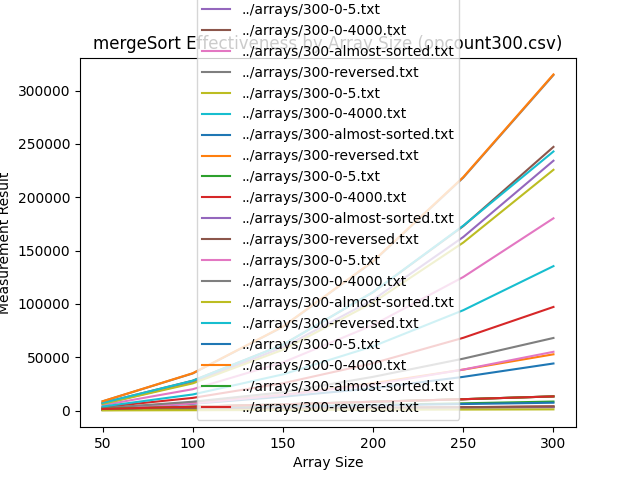 ../arrays/300-0-5.txt
../arrays/300-0-4000.txt
mergeSort Effectiveness by Array Size (opcount300.csv)
../arrays/300-almost-sorted.txt
../arrays/300-reversed.txt
../arrays/300-0-5.txt
../arrays/300-0-4000.txt
../arrays/300-almost-sorted.txt
../arrays/300-reversed.txt
../arrays/300-0-5.txt
../arrays/300-0-4000.txt
../arrays/300-almost-sorted.txt
../arrays/300-reversed.txt
../arrays/300-0-5.txt
../arrays/300-0-4000.txt
../arrays/300-almost-sorted.txt
../arrays/300-reversed.txt
../arrays/300-0-5.txt
../arrays/300-0-4000.txt
../arrays/300-almost-sorted.txt
../arrays/300-reversed.txt
300000
250000
200000
150000
100000
50000
0
Measurement Result
50
100
150
200
250
300
Array Size